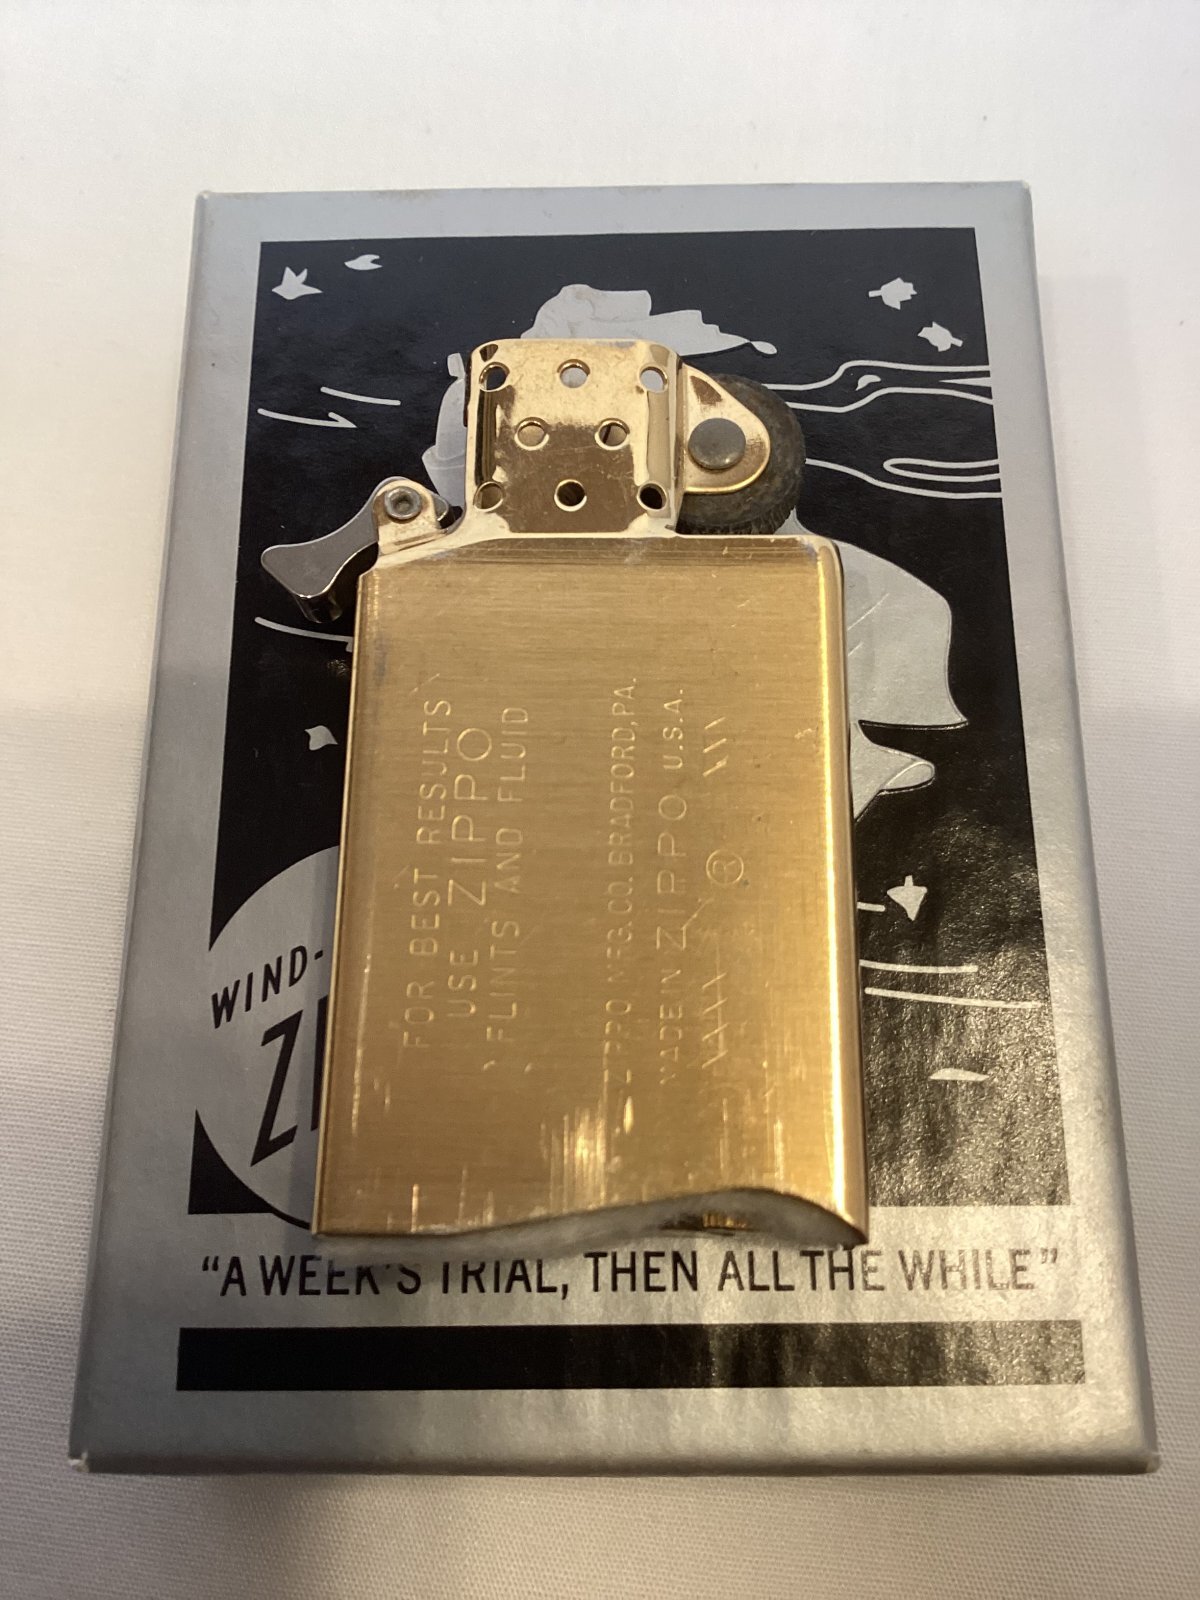 FOR BEST RESULTS
USE ZIPPO
FLINTS AND FLUID
ZIPPO MFG. CO. BRADFORD, PA.
MADE IN ZIPPO U.S.A.
®
WIND-
"A WEEK'S TRIAL, THEN ALL THE WHILE"